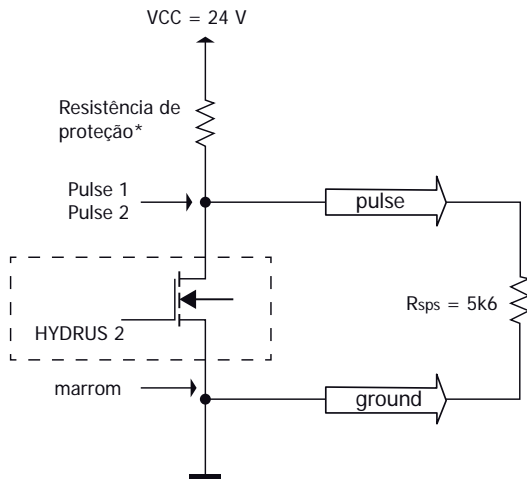 VCC = 24 V
Resistência de
proteção*
Pulse 1
Pulse 2
pulse
Rsps = 5k6
HYDRUS 2
marrom
ground